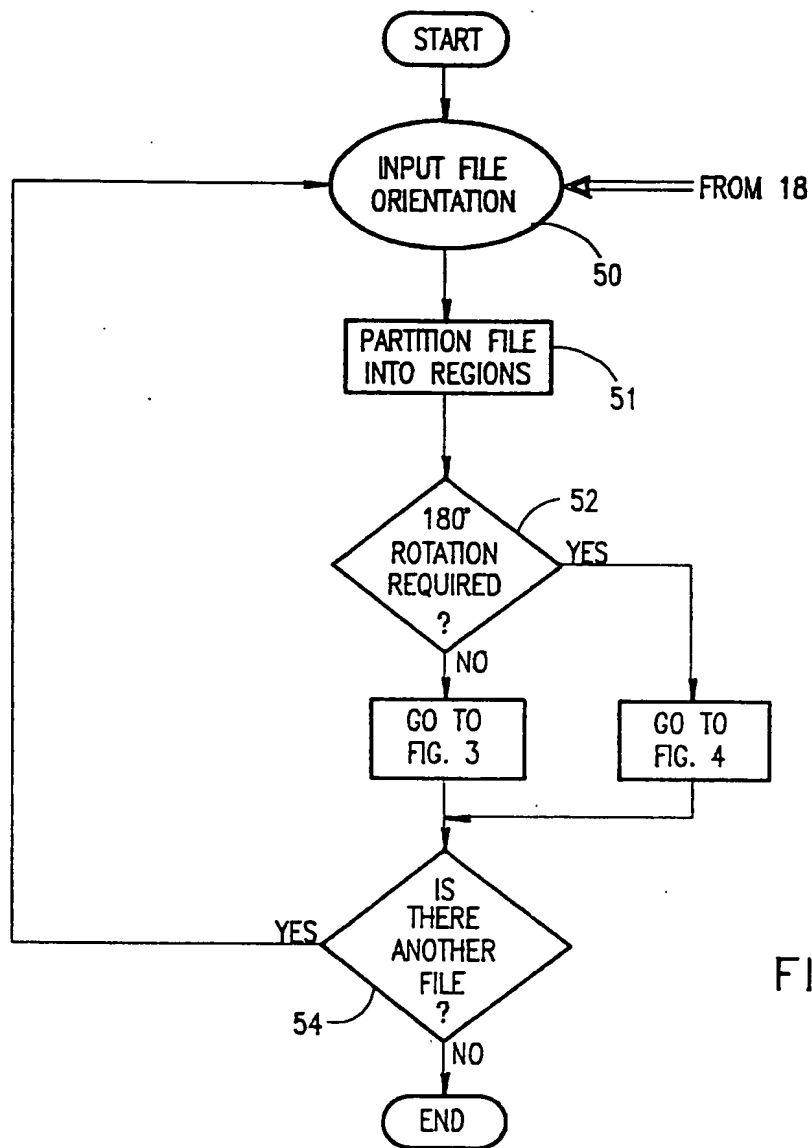 START
INPUT FILE
ORIENTATION
FROM 18
50
PARTITION FILE
INTO REGIONS
51
52
180°
ROTATION
REQUIRED
?
YES
NO
GO TO
FIG. 3
GO TO
FIG. 4
IS
THERE
ANOTHER
FILE
?
YES
54
NO
END